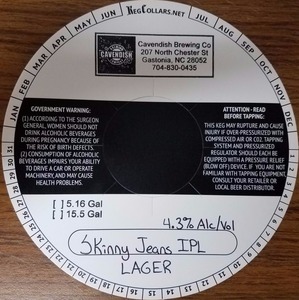 KEGCOLLARS.NET
JAN FEB MAR APR MAY JUN JUL AUG SEP OCT NOV DEC
CAVENDISH
Cavendish Brewing Co
207 North Chester St
Gastonia, NC 28052
704-830-0435
GOVERNMENT WARNING:
(1) ACCORDING TO THE SURGEON
GENERAL, WOMEN SHOULD NOT
DRINK ALCOHOLIC BEVERAGES
DURING PREGNANCY BECAUSE OF
THE RISK OF BIRTH DEFECTS.
(2) CONSUMPTION OF ALCOHOLIC
BEVERAGES IMPAIRS YOUR ABILITY
TO DRIVE A CAR OR OPERATE
MACHINERY, AND MAY CAUSE
HEALTH PROBLEMS.
ATTENTION - READ
BEFORE TAPPING:
THIS KEG MAY RUPTURE AND CAUSE
INJURY IF OVER-PRESSURIZED WITH
COMPRESSED AIR OR CO2. TAPPING
SYSTEM AND PRESSURIZED
REGULATOR SHOULD EACH BE
EQUIPPED WITH A PRESSURE RELIEF
(BLOW OFF) DEVICE. IF YOU ARE
NOT FAMILIAR WITH TAPPING EQUIPMENT,
CONSULT YOUR RETAILER OR
LOCAL BEER DISTRIBUTOR.
[ ] 5.16 Gal
[ ] 15.5 Gal
4.3% Alc/Vol
Skinny Jeans IPL
LAGER